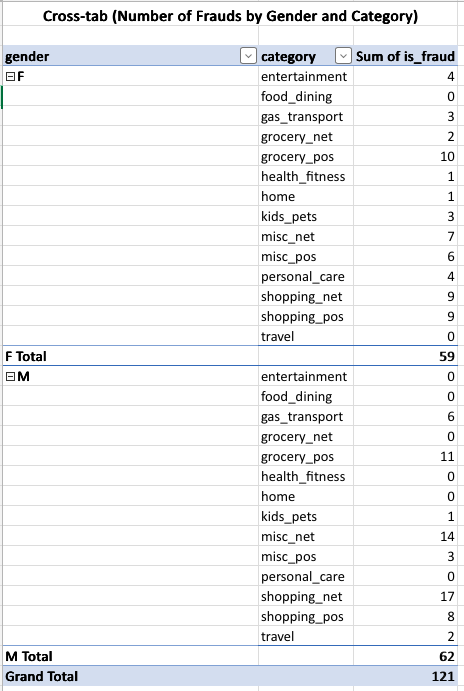 Cross-tab (Number of Frauds by Gender and Category)
gender category Sum of is_fraud
F entertainment 4
food_dining 0
gas_transport 3
grocery_net 2
grocery_pos 10
health_fitness 1
home 1
kids_pets 3
misc_net 7
misc_pos 6
personal_care 4
shopping_net 9
shopping_pos 9
travel 0
F Total 59
M entertainment 0
food_dining 0
gas_transport 6
grocery_net 0
grocery_pos 11
health_fitness 0
home 0
kids_pets 1
misc_net 14
misc_pos 3
personal_care 0
shopping_net 17
shopping_pos 8
travel 2
M Total 62
Grand Total 121